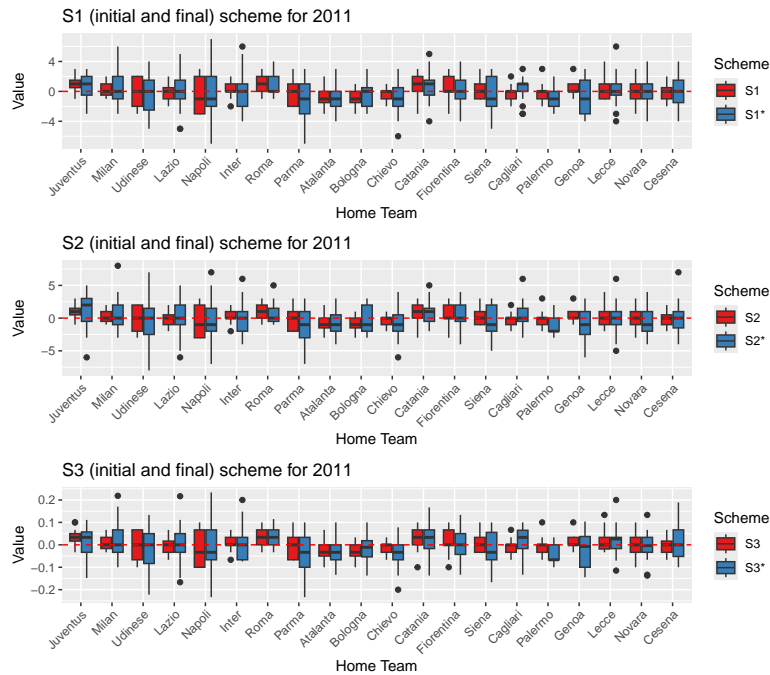 S1 (initial and final) scheme for 2011
Value
4
0
−4
Juventus Milan Udinese Lazio Napoli Inter Roma Parma Atalanta Bologna Chievo Catania Fiorentina Siena Cagliari Palermo Genoa Lecce Novara Cesena
Home Team
Scheme
S1
S1*
S2 (initial and final) scheme for 2011
Value
5
0
−5
Juventus Milan Udinese Lazio Napoli Inter Roma Parma Atalanta Bologna Chievo Catania Fiorentina Siena Cagliari Palermo Genoa Lecce Novara Cesena
Home Team
Scheme
S2
S2*
S3 (initial and final) scheme for 2011
Value
0.2
0.1
0.0
−0.1
−0.2
Juventus Milan Udinese Lazio Napoli Inter Roma Parma Atalanta Bologna Chievo Catania Fiorentina Siena Cagliari Palermo Genoa Lecce Novara Cesena
Home Team
Scheme
S3
S3*